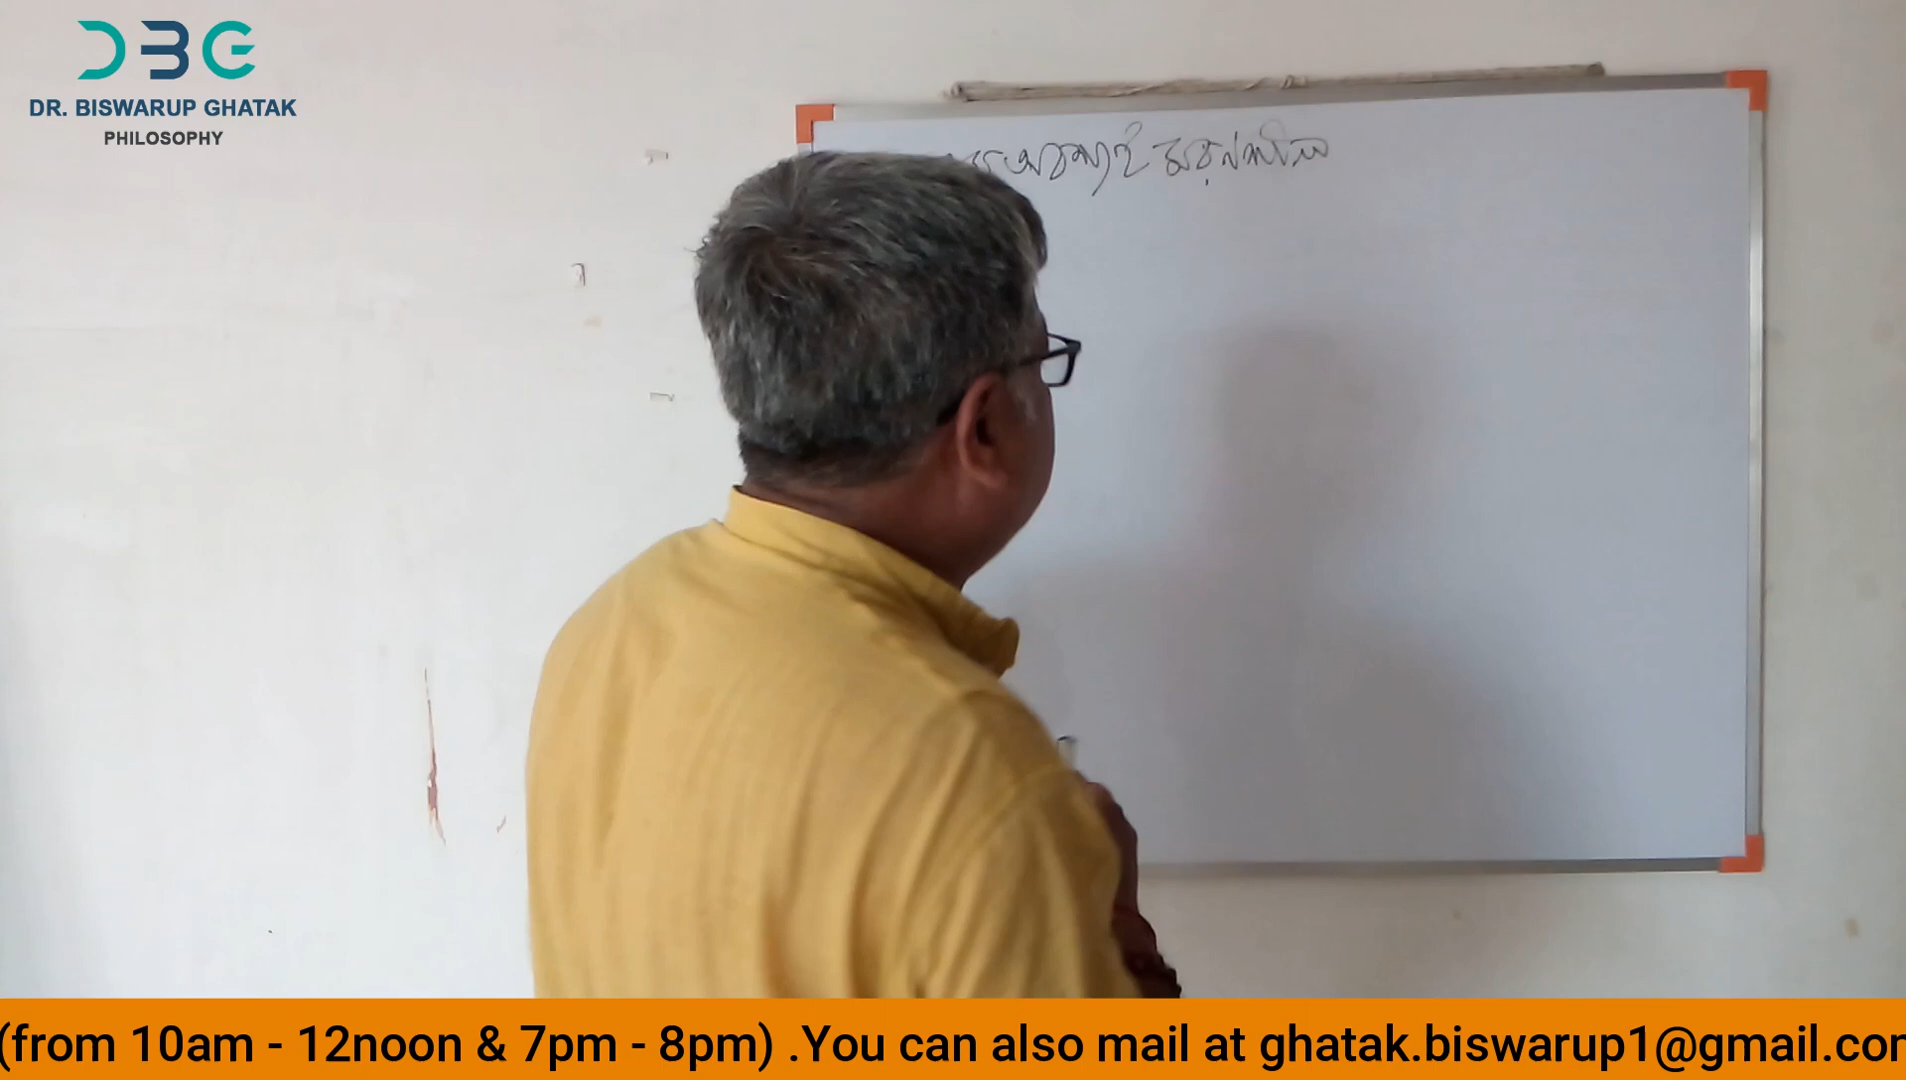 DBG
DR. BISWARUP GHATAK
PHILOSOPHY
(from 10am - 12noon & 7pm - 8pm) .You can also mail at ghatak.biswarup1@gmail.com